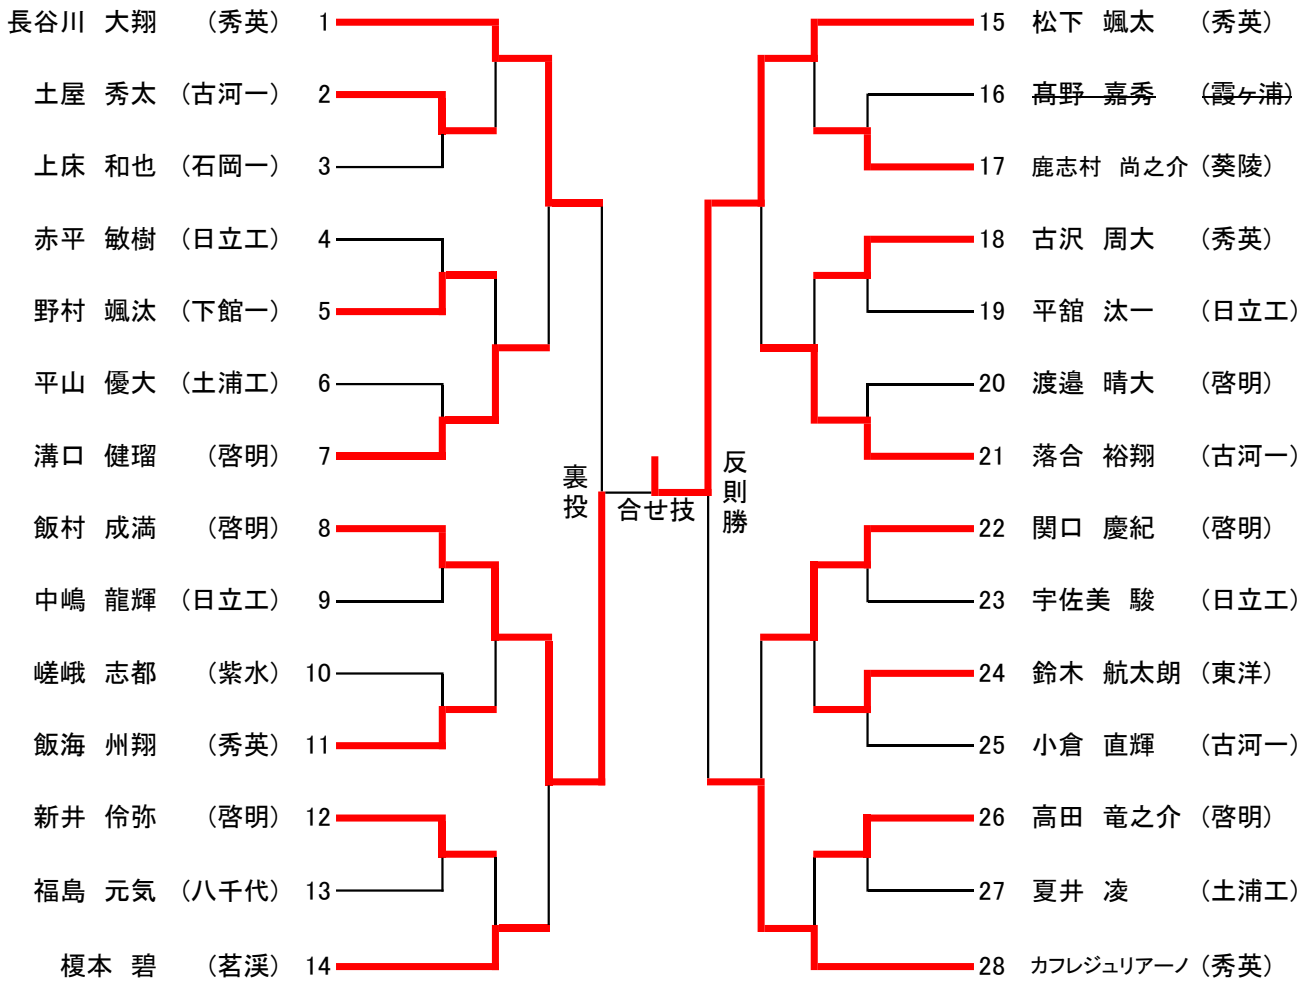 長谷川 大翔 (秀英) 1
土屋 秀太 (古河一) 2
上床 和也 (石岡一) 3
赤平 敏樹 (日立工) 4
野村 颯汰 (下館一) 5
平山 優大 (土浦工) 6
溝口 健瑠 (啓明) 7
飯村 成満 (啓明) 8
中嶋 龍輝 (日立工) 9
嵯峨 志都 (紫水) 10
飯海 州翔 (秀英) 11
新井 伶弥 (啓明) 12
福島 元気 (八千代) 13
榎本 碧 (茗渓) 14
裏投
合せ技
反則勝
15 松下 颯太 (秀英)
16 髙野 嘉秀 (霞ヶ浦)
17 鹿志村 尚之介 (葵陵)
18 古沢 周大 (秀英)
19 平舘 汰一 (日立工)
20 渡邉 晴大 (啓明)
21 落合 裕翔 (古河一)
22 関口 慶紀 (啓明)
23 宇佐美 駿 (日立工)
24 鈴木 航太朗 (東洋)
25 小倉 直輝 (古河一)
26 高田 竜之介 (啓明)
27 夏井 凌 (土浦工)
28 カフレジュリアーノ (秀英)